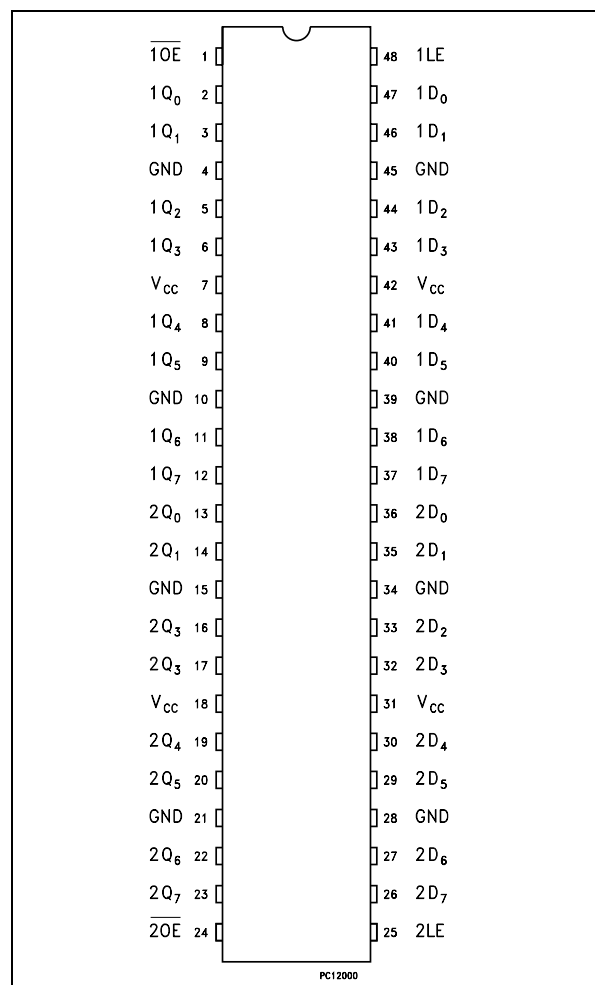 1OE 1 48 1LE
1Q0 2 47 1D0
1Q1 3 46 1D1
GND 4 45 GND
1Q2 5 44 1D2
1Q3 6 43 1D3
VCC 7 42 VCC
1Q4 8 41 1D4
1Q5 9 40 1D5
GND 10 39 GND
1Q6 11 38 1D6
1Q7 12 37 1D7
2Q0 13 36 2D0
2Q1 14 35 2D1
GND 15 34 GND
2Q3 16 33 2D2
2Q3 17 32 2D3
VCC 18 31 VCC
2Q4 19 30 2D4
2Q5 20 29 2D5
GND 21 28 GND
2Q6 22 27 2D6
2Q7 23 26 2D7
2OE 24 25 2LE
PC12000